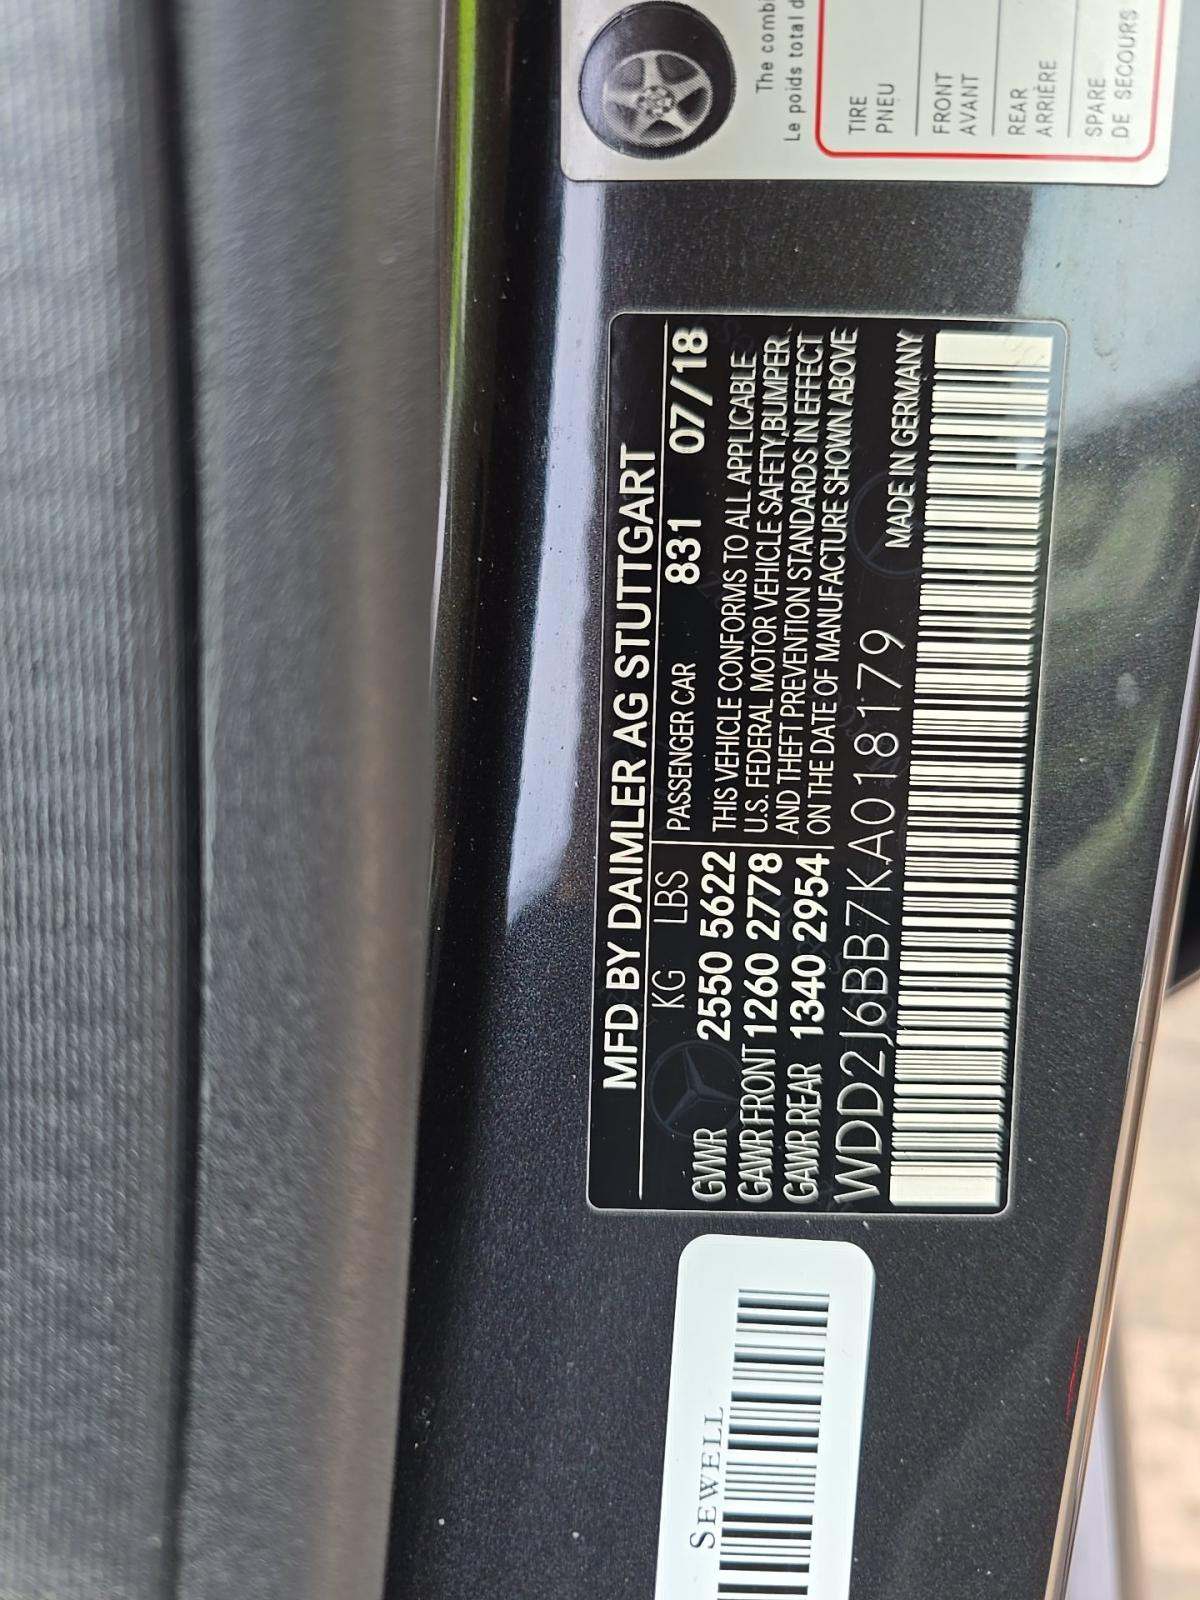 MFD BY DAIMLER AG STUTTGART
KG LBS
PASSENGER CAR 831 07/18
GVWR 2550 5622
GAWR FRONT 1260 2778
GAWR REAR 1340 2954
THIS VEHICLE CONFORMS TO ALL APPLICABLE
U.S. FEDERAL MOTOR VEHICLE SAFETY,BUMPER,
AND THEFT PREVENTION STANDARDS IN EFFECT
ON THE DATE OF MANUFACTURE SHOWN ABOVE
WDD2J6BB7KA018179 MADE IN GERMANY
SEWELL
The combi
Le poids total d
TIRE
PNEU
FRONT
AVANT
REAR
ARRIÈRE
SPARE
DE SECOURS